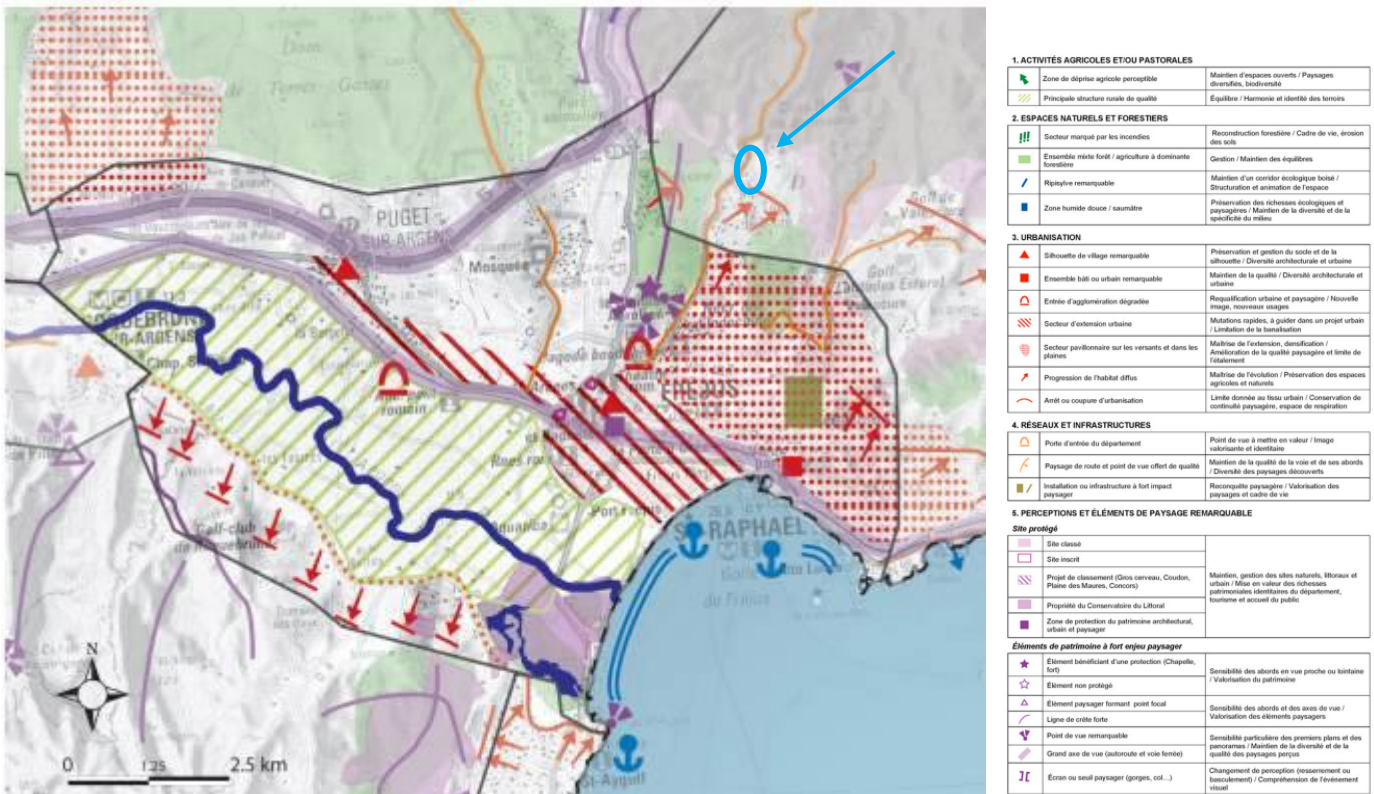 Dom
Terres Gasses
PUGET
SUR-ARGENS
Mosquée
romain
FREJUS
ST-RAPHAEL
Golf-club
St-Aygulf
N
0 1.25 2.5 km
1. ACTIVITÉS AGRICOLES ET/OU PASTORALES
Zone de déprise agricole perceptible
Maintien d'espaces ouverts / Paysages
diversifiés, biodiversité
Principale structure rurale de qualité
Équilibre / Harmonie et identité des terroirs
2. ESPACES NATURELS ET FORESTIERS
Secteur marqué par les incendies
Reconstruction forestière / Cadre de vie, érosion
des sols
Ensemble mixte forêt / agriculture à dominante
forestière
Gestion / Maintien des équilibres
Ripisylve remarquable
Maintien d'un corridor écologique boisé /
Structuration et animation de l'espace
Zone humide douce / saumâtre
Préservation des richesses écologiques et
paysagères / Maintien de la diversité et de la
spécificité du milieu
3. URBANISATION
Silhouette de village remarquable
Préservation et gestion du socle et de la
silhouette / Diversité architecturale et urbaine
Ensemble bâti ou urbain remarquable
Maintien de la qualité / Diversité architecturale et
urbaine
Entrée d'agglomération dégradée
Requalification urbaine et paysagère / Nouvelle
image, nouveaux usages
Secteur d'extension urbaine
Mutations rapides, à guider dans un projet urbain
/ Limitation de la banalisation
Secteur pavillonnaire sur les versants et dans les
plaines
Maîtrise de l'extension, densification /
Amélioration de la qualité paysagère et limite de
l'étalement
Progression de l'habitat diffus
Maîtrise de l'évolution / Préservation des espaces
agricoles et naturels
Arrêt ou coupure d'urbanisation
Limite donnée au tissu urbain / Conservation de
continuité paysagère, espace de respiration
4. RÉSEAUX ET INFRASTRUCTURES
Porte d'entrée du département
Point de vue à mettre en valeur / Image
valorisante et identitaire
Paysage de route et point de vue offert de qualité
Maintien de la qualité de la voie et de ses abords
/ Diversité des paysages découverts
Installation ou infrastructure à fort impact
paysager
Reconquête paysagère / Valorisation des
paysages et cadre de vie
5. PERCEPTIONS ET ÉLÉMENTS DE PAYSAGE REMARQUABLE
Site protégé
Site classé
Site inscrit
Projet de classement (Gros cerveau, Coudon,
Plaine des Maures, Concors)
Propriété du Conservatoire du Littoral
Zone de protection du patrimoine architectural,
urbain et paysager
Maintien, gestion des sites naturels, littoraux et
urbain / Mise en valeur des richesses
patrimoniales identitaires du département,
tourisme et accueil du public
Éléments de patrimoine à fort enjeu paysager
Élément bénéficiant d'une protection (Chapelle,
fort)
Élément non protégé
Sensibilité des abords en vue proche ou lointaine
/ Valorisation du patrimoine
Élément paysager formant point focal
Ligne de crête forte
Sensibilité des abords et des axes de vue /
Valorisation des éléments paysagers
Point de vue remarquable
Grand axe de vue (autoroute et voie ferrée)
Sensibilité particulière des premiers plans et des
panoramas / Maintien de la diversité et de la
qualité des paysages perçus
Écran ou seuil paysager (gorges, col…)
Changement de perception (resserrement ou
basculement) / Compréhension de l'événement
visuel